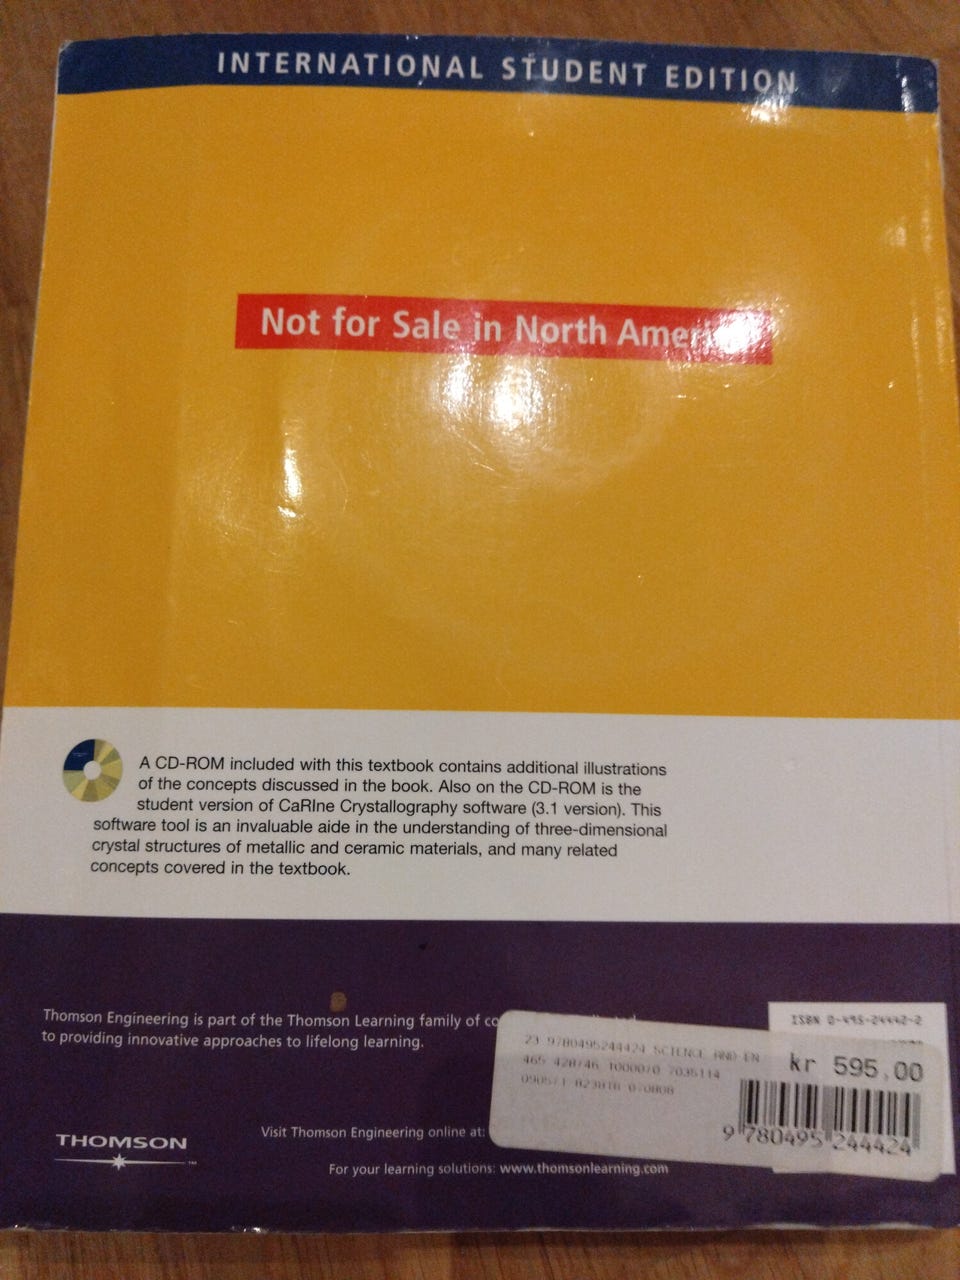 INTERNATIONAL STUDENT EDITION
Not for Sale in North
A CD-ROM included with this textbook contains additional illustrations
of the concepts discussed in the book. Also on the CD-ROM is the
student version of CaRIne Crystallography software (3.1 version). This
software tool is an invaluable aide in the understanding of three-dimensional
crystal structures of metallic and ceramic materials, and many related
concepts covered in the textbook.
Thomson Engineering is part of the Thomson Learning family of
to providing innovative approaches to lifelong learning.
ISBN 0-495-24442-2
23 9780495244424 SCIENCE AND EN
kr 595,00
9 780495 244424
THOMSON
Visit Thomson Engineering online at:
For your learning solutions: www.thomsonlearning.com